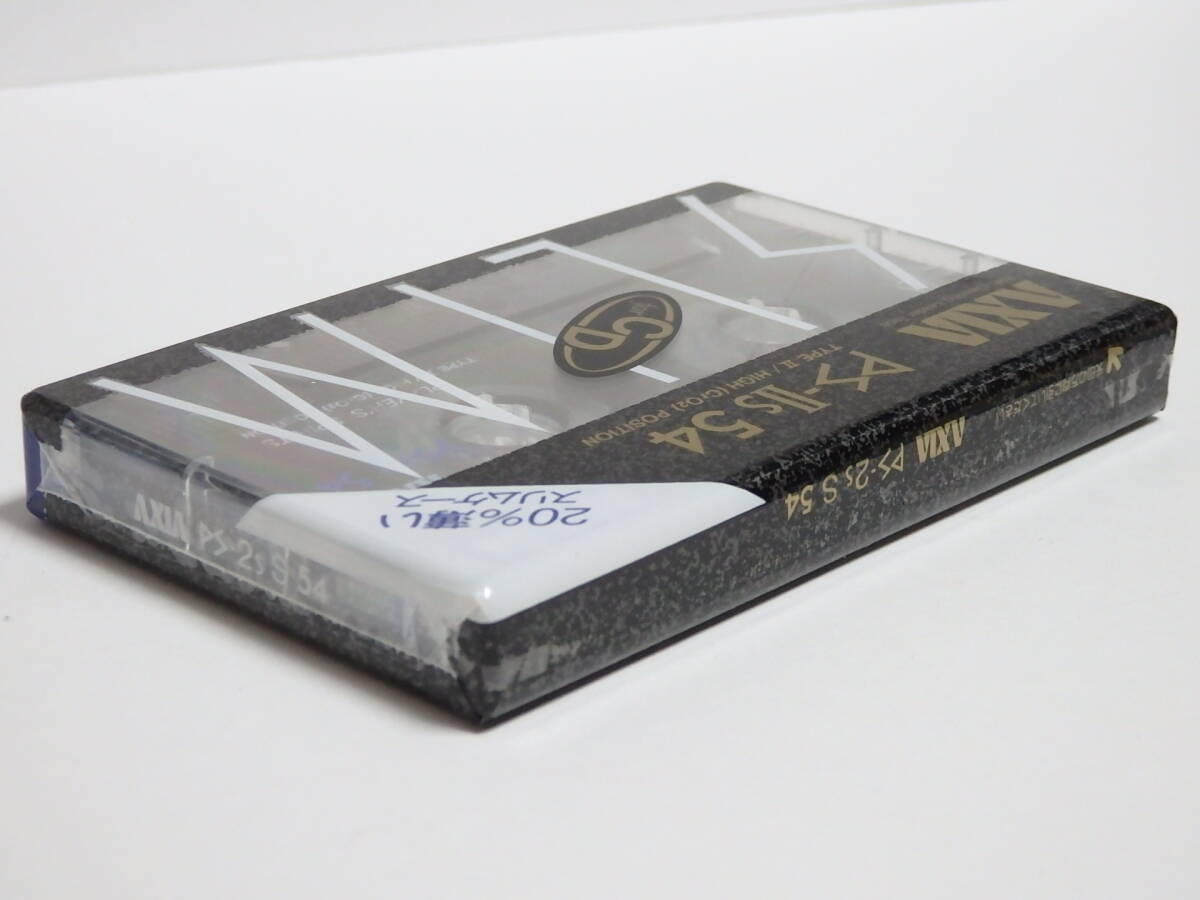 AXIA
PS-IIs 54
TYPE II / HIGH (CrO2) POSITION
for CD
20%薄い
スリムケース
AXIA PS-2s S 54
AXIA PS-2s S 54